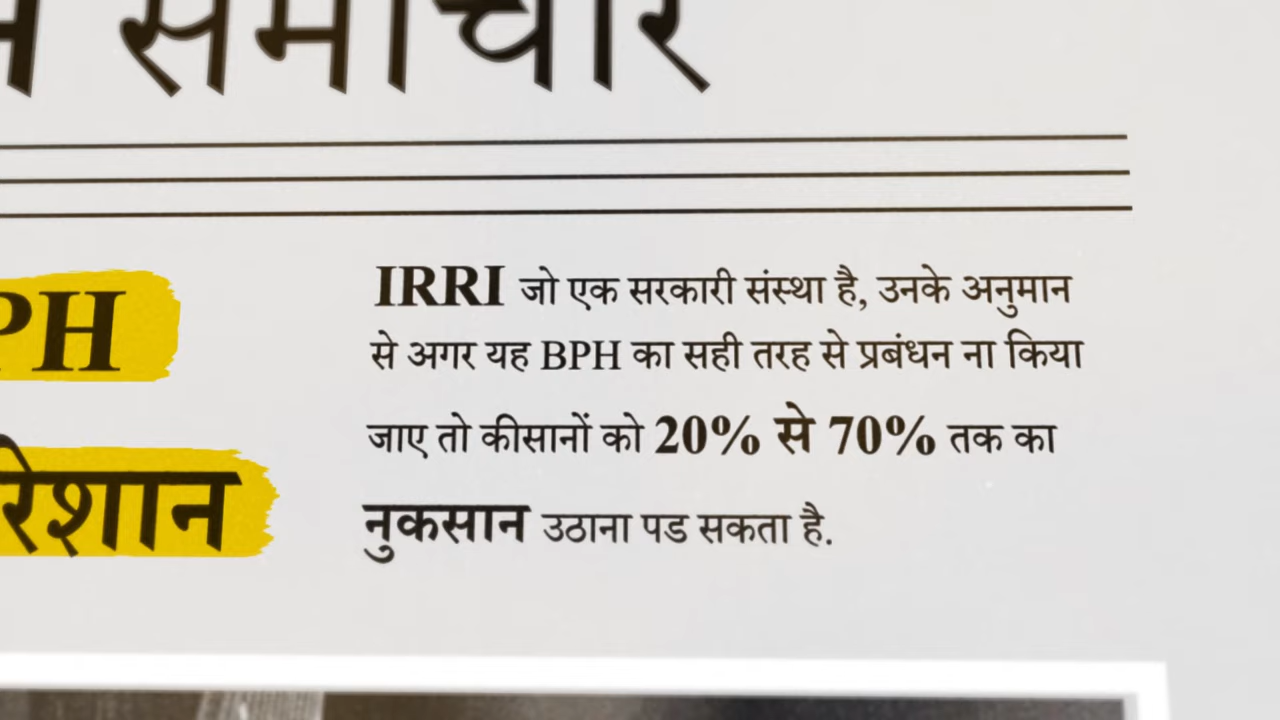 समाचार
IRRI जो एक सरकारी संस्था है, उनके अनुमान
से अगर यह BPH का सही तरह से प्रबंधन ना किया
जाए तो कीसानों को 20% से 70% तक का
नुकसान उठाना पड सकता है.